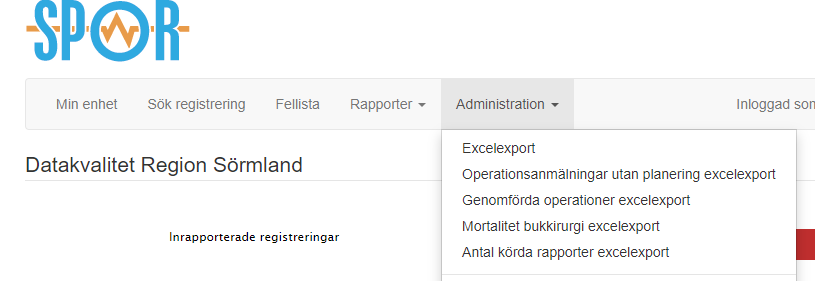 SPOR
Min enhet Sök registrering Fellista Rapporter Administration Inloggad som
Excelexport
Operationsanmälningar utan planering excelexport
Genomförda operationer excelexport
Mortalitet bukkirurgi excelexport
Antal körda rapporter excelexport
Datakvalitet Region Sörmland
Inrapporterade registreringar